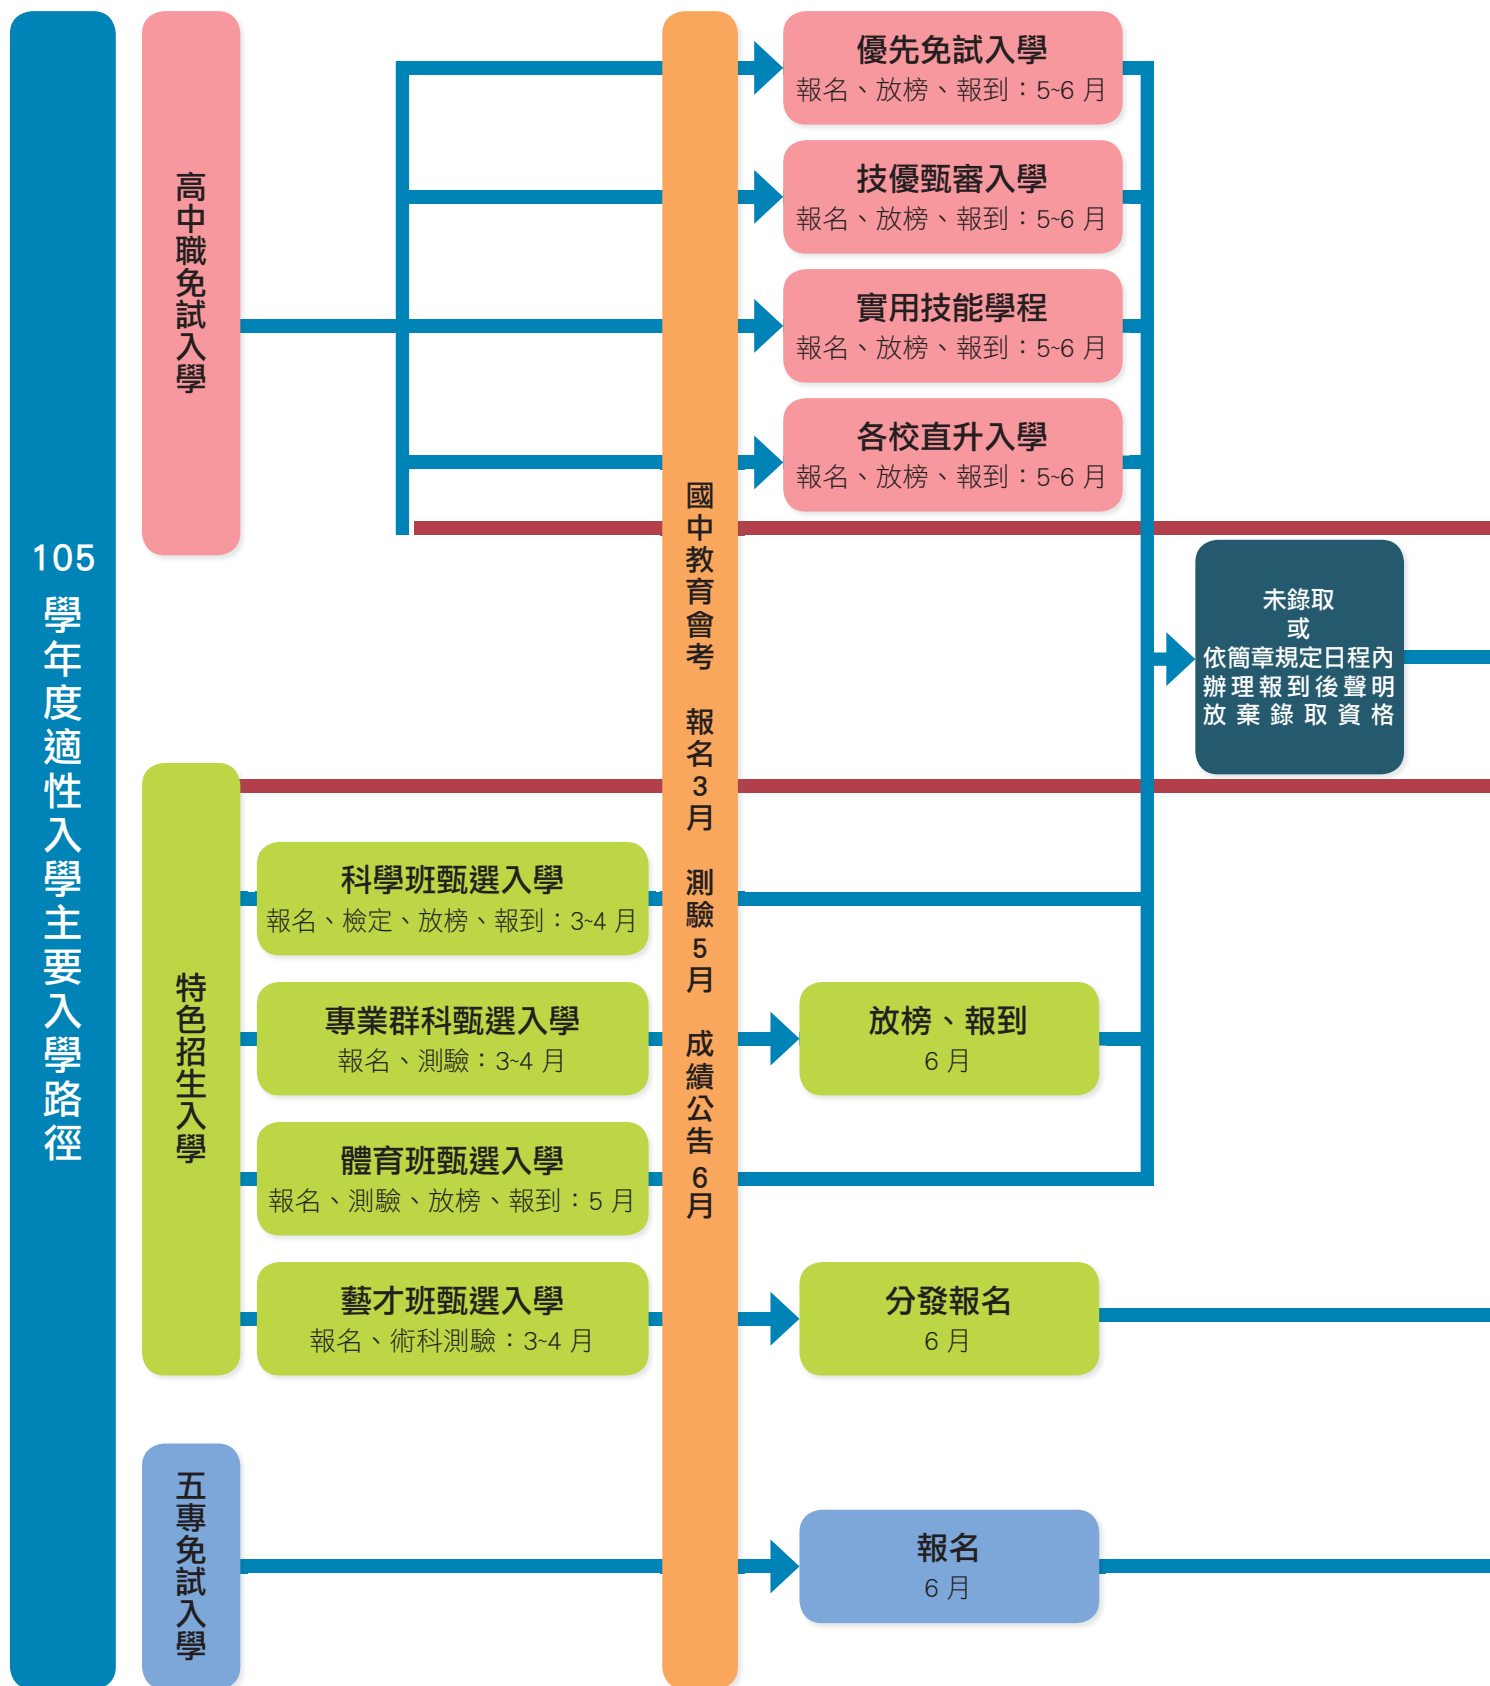 105
學年度適性入學主要入學路徑
高中職免試入學
優先免試入學
報名、放榜、報到：5~6 月
技優甄審入學
報名、放榜、報到：5~6 月
實用技能學程
報名、放榜、報到：5~6 月
各校直升入學
報名、放榜、報到：5~6 月
國中教育會考 報名3月 測驗5月 成績公告6月
未錄取
或
依簡章規定日程內
辦理報到後聲明
放棄錄取資格
特色招生入學
科學班甄選入學
報名、檢定、放榜、報到：3~4 月
專業群科甄選入學
報名、測驗：3~4 月
放榜、報到
6 月
體育班甄選入學
報名、測驗、放榜、報到：5 月
藝才班甄選入學
報名、術科測驗：3~4 月
分發報名
6 月
五專免試入學
報名
6 月